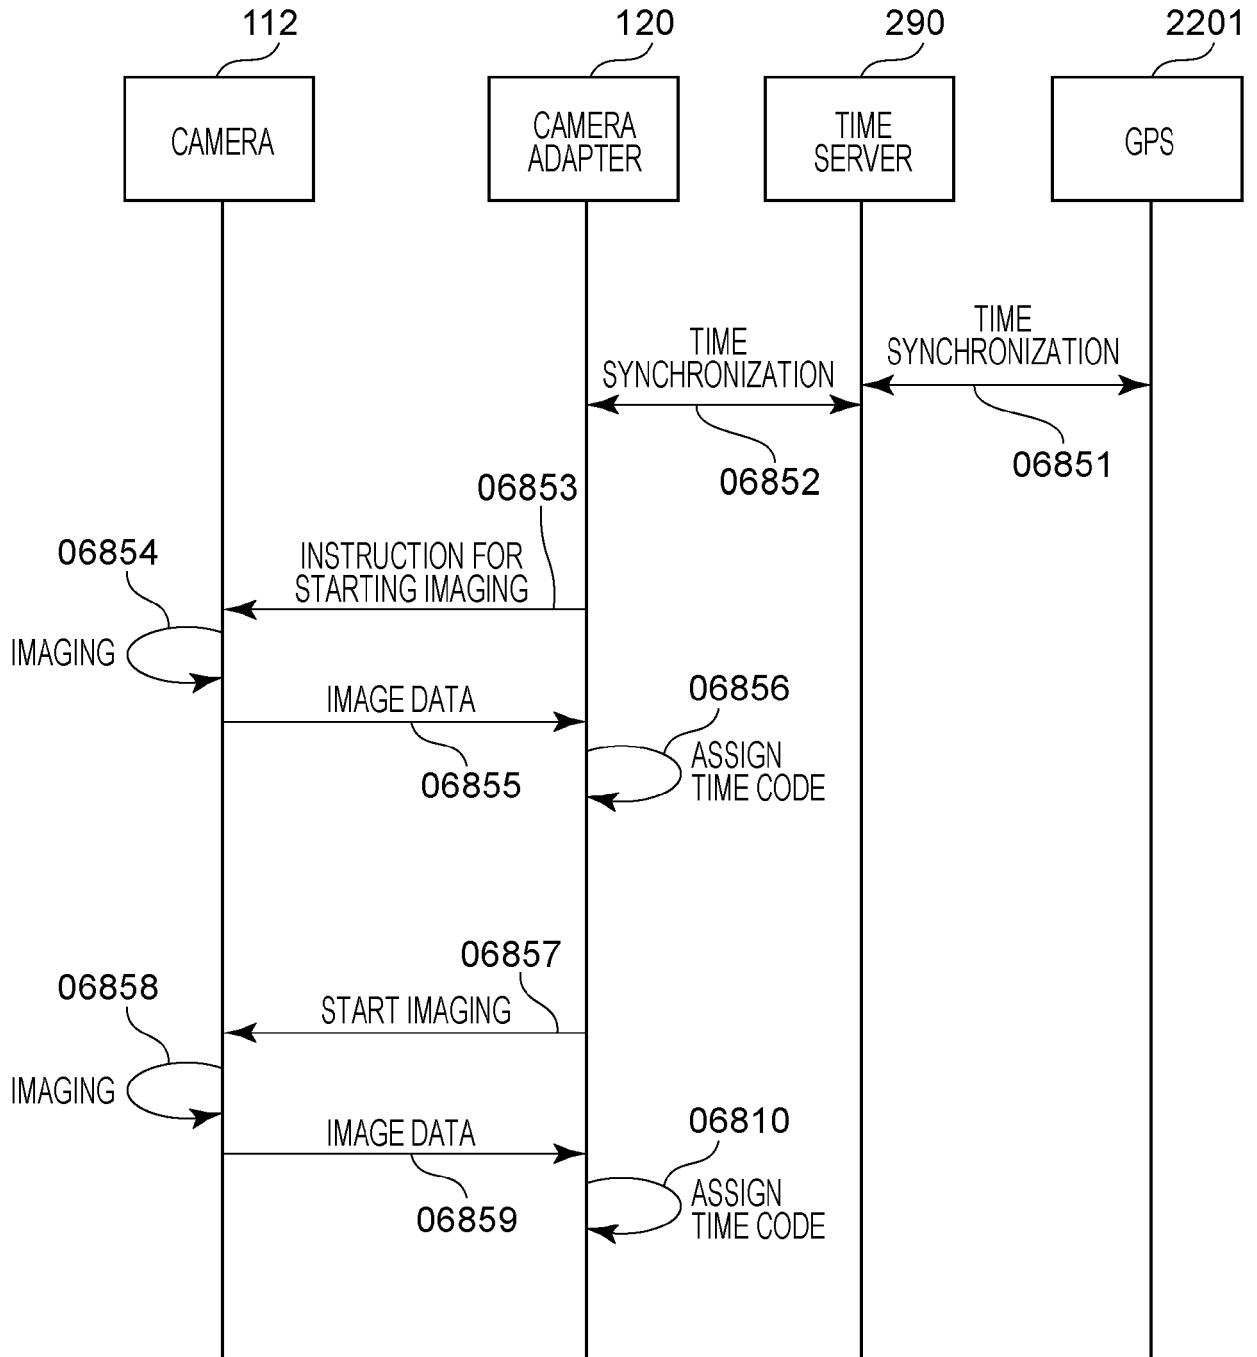 112
120
290
2201
CAMERA
CAMERA
ADAPTER
TIME
SERVER
GPS
TIME
SYNCHRONIZATION
TIME
SYNCHRONIZATION
06851
06852
06853
INSTRUCTION FOR
STARTING IMAGING
06854
IMAGING
IMAGE DATA
06855
06856
ASSIGN
TIME CODE
06857
START IMAGING
06858
IMAGING
IMAGE DATA
06859
06810
ASSIGN
TIME CODE